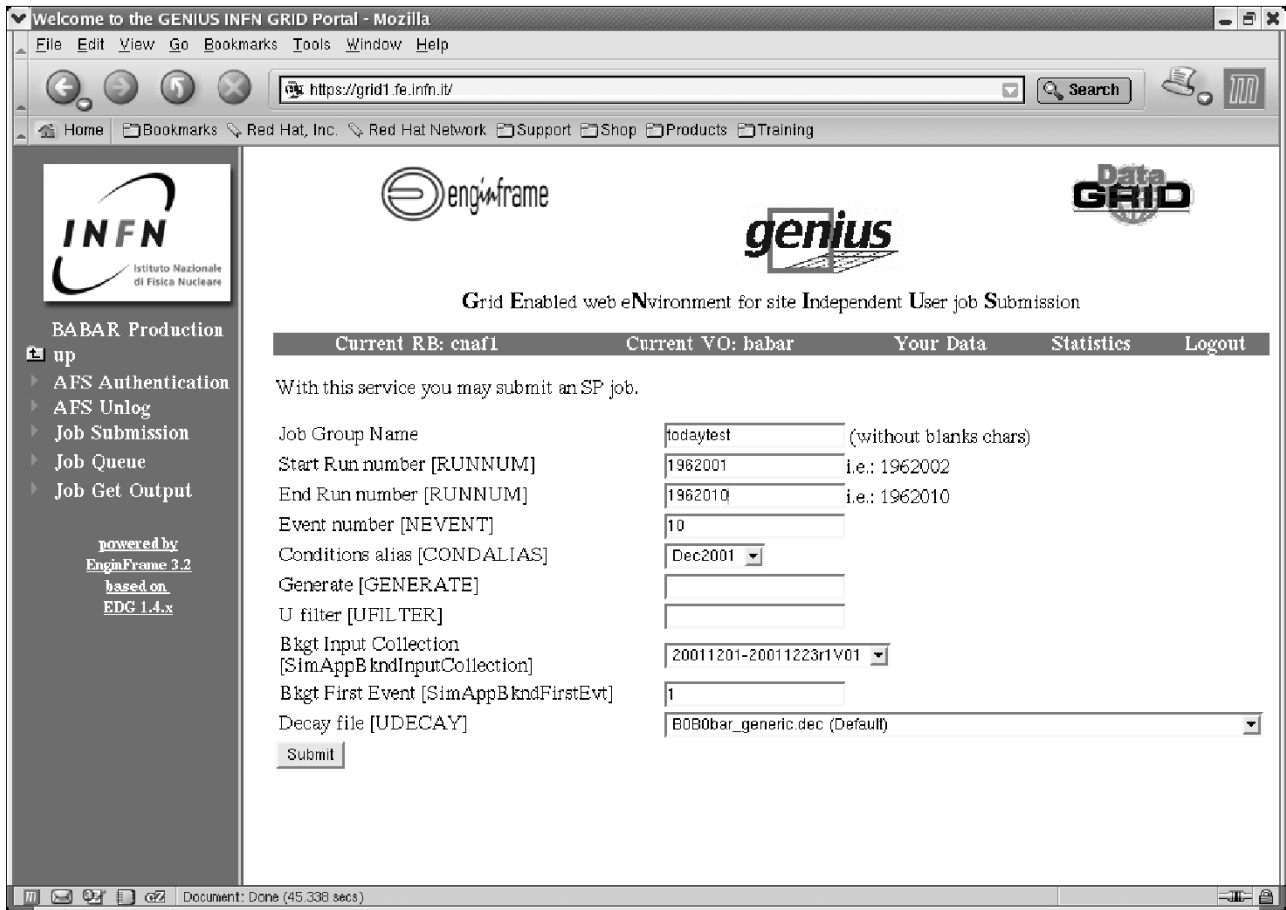 Welcome to the GENIUS INFN GRID Portal - Mozilla
File Edit View Go Bookmarks Tools Window Help
https://grid1.fe.infn.it/ Search
Home Bookmarks Red Hat, Inc. Red Hat Network Support Shop Products Training
INFN
Istituto Nazionale
di Fisica Nucleare
BABAR Production
up
AFS Authentication
AFS Unlog
Job Submission
Job Queue
Job Get Output
powered by
EnginFrame 3.2
based on
EDG 1.4.x
enginframe
genius
Data
GRID
Grid Enabled web eNvironment for site Independent User job Submission
Current RB: cnaf1 Current VO: babar Your Data Statistics Logout
With this service you may submit an SP job.
Job Group Name todaytest (without blanks chars)
Start Run number [RUNNUM] 1962001 i.e.: 1962002
End Run number [RUNNUM] 1962010 i.e.: 1962010
Event number [NEVENT] 10
Conditions alias [CONDALIAS] Dec2001
Generate [GENERATE]
U filter [UFILTER]
Bkgt Input Collection
[SimAppBkndInputCollection] 20011201-20011223r1V01
Bkgt First Event [SimAppBkndFirstEvt] 1
Decay file [UDECAY] B0B0bar_generic.dec (Default)
Submit
Document: Done (45.338 secs)